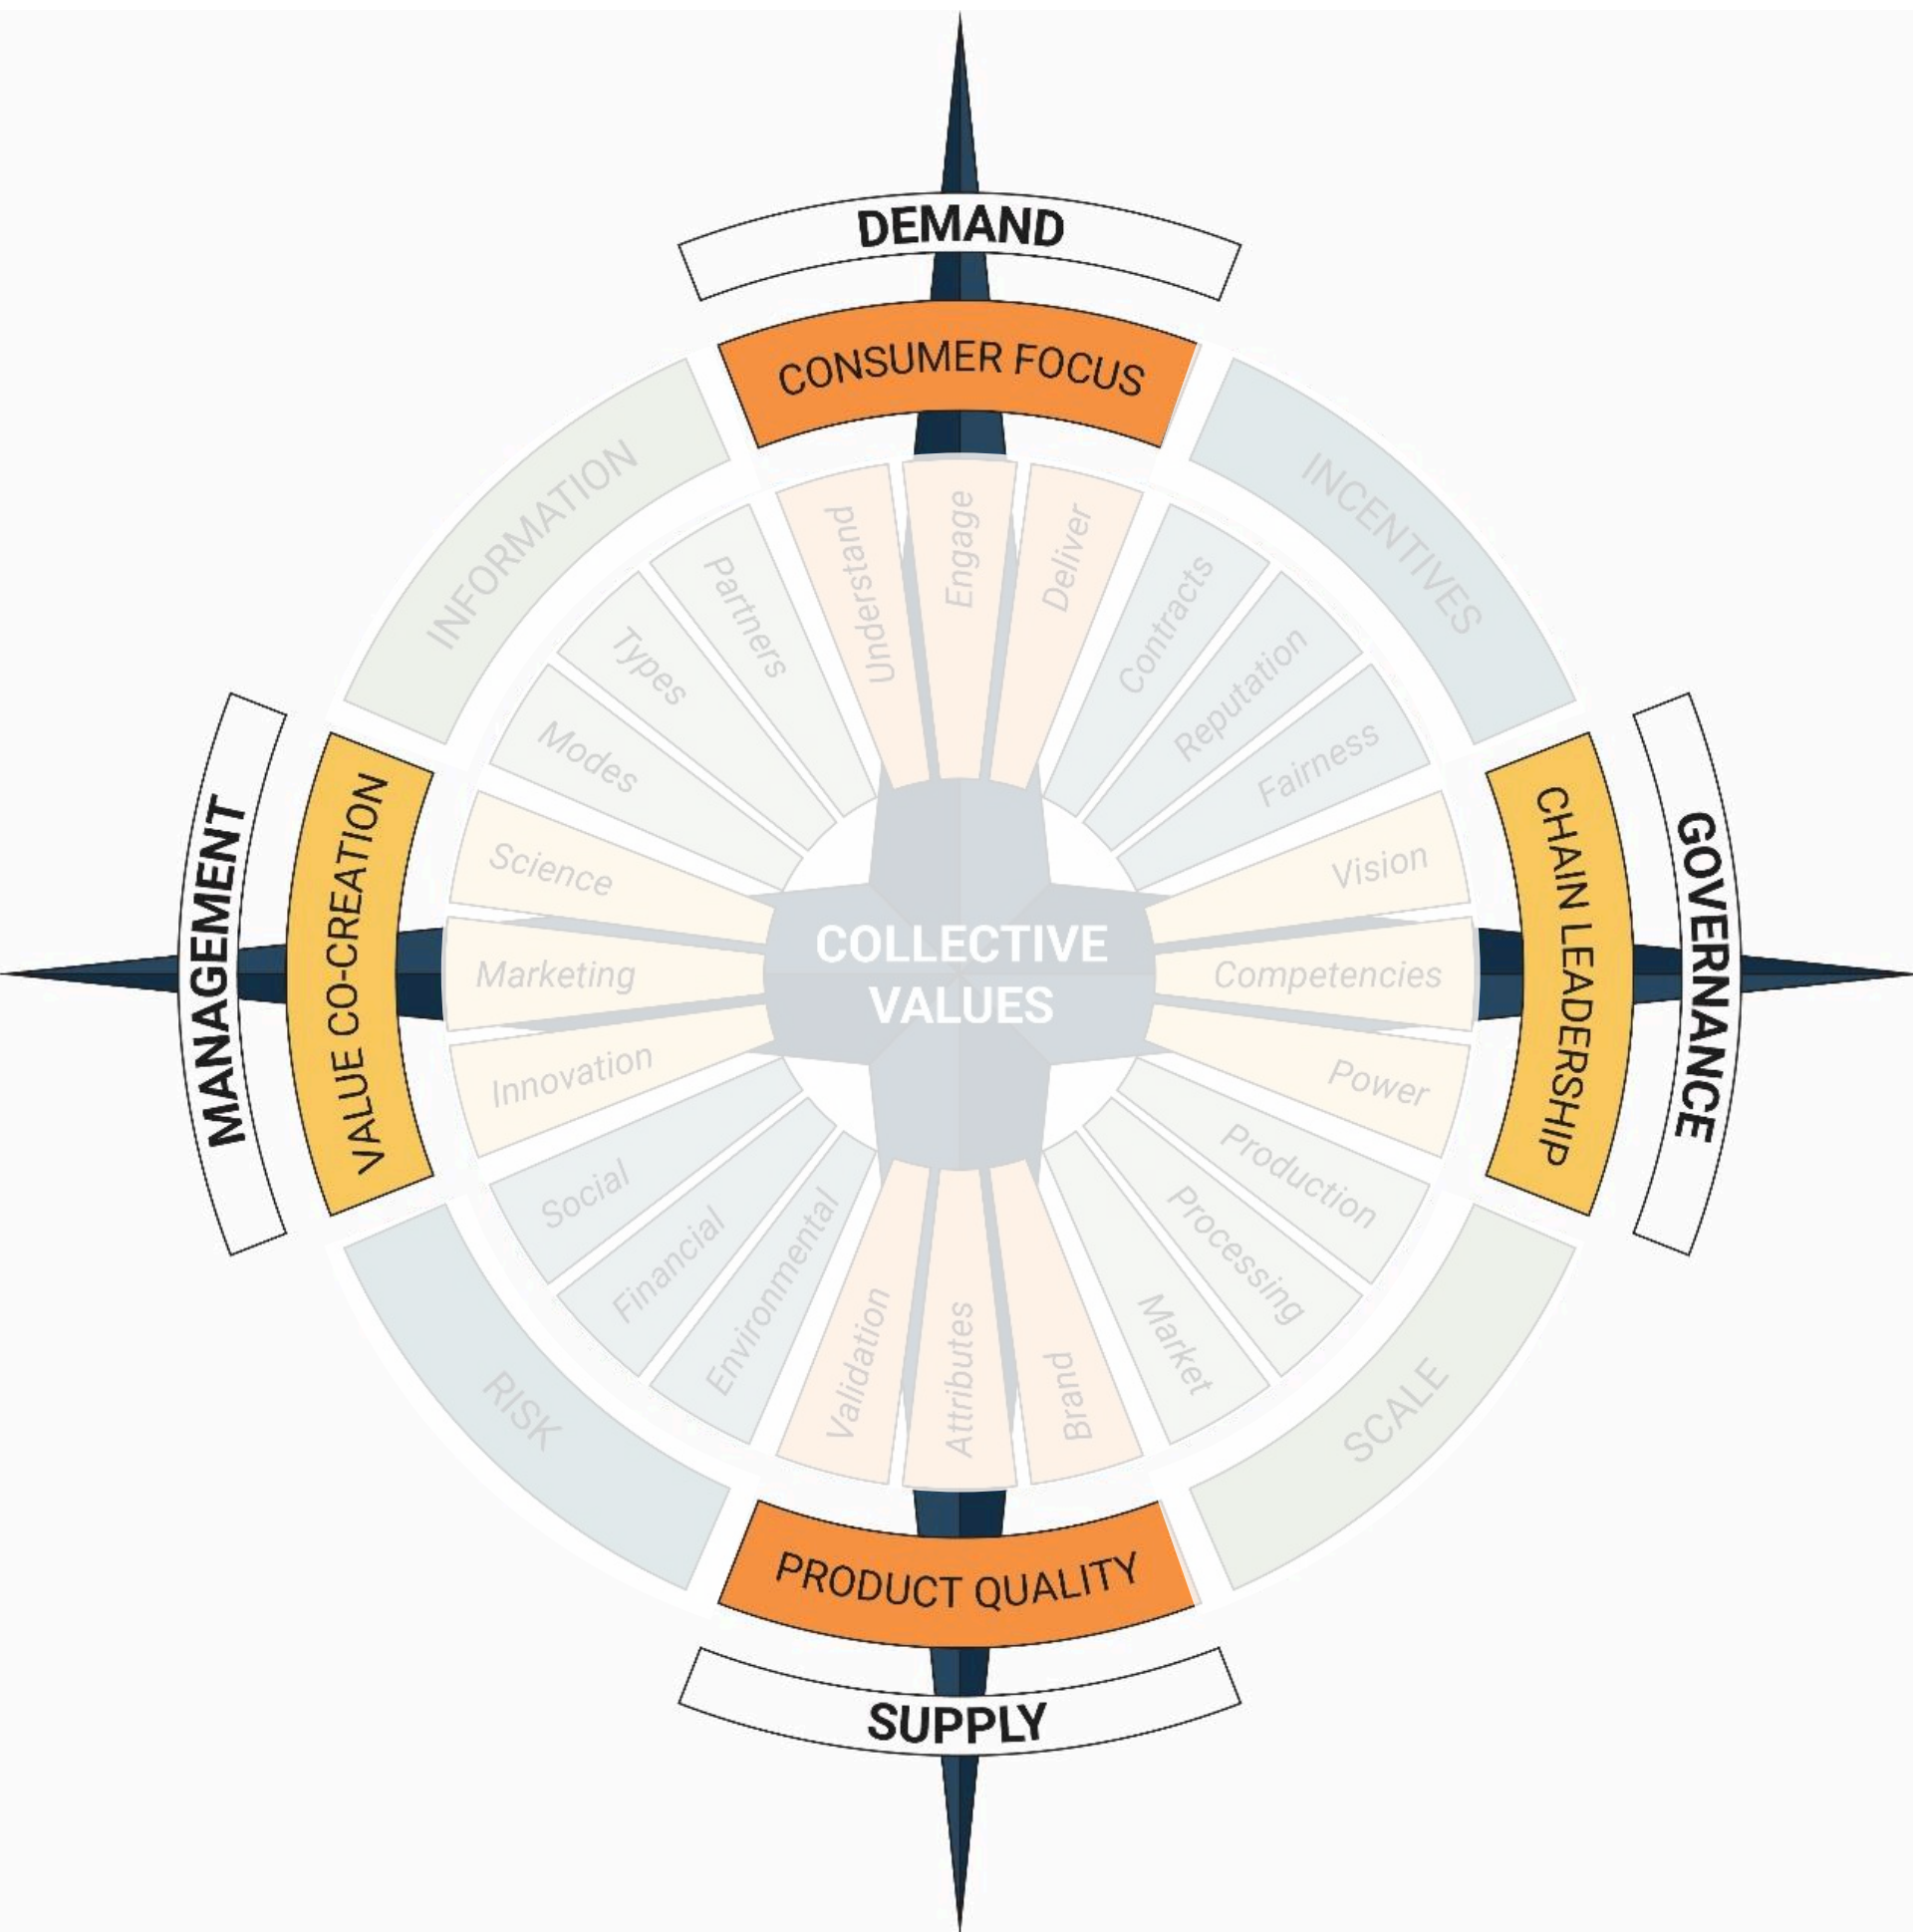 DEMAND
CONSUMER FOCUS
INFORMATION
INCENTIVES
Partners
Types
Modes
Understand
Engage
Deliver
Contracts
Reputation
Fairness
MANAGEMENT
VALUE CO-CREATION
Science
Marketing
Innovation
COLLECTIVE
VALUES
Vision
Competencies
Power
CHAIN LEADERSHIP
GOVERNANCE
Social
Financial
Environmental
Validation
Attributes
Brand
Market
Processing
Production
RISK
SCALE
PRODUCT QUALITY
SUPPLY